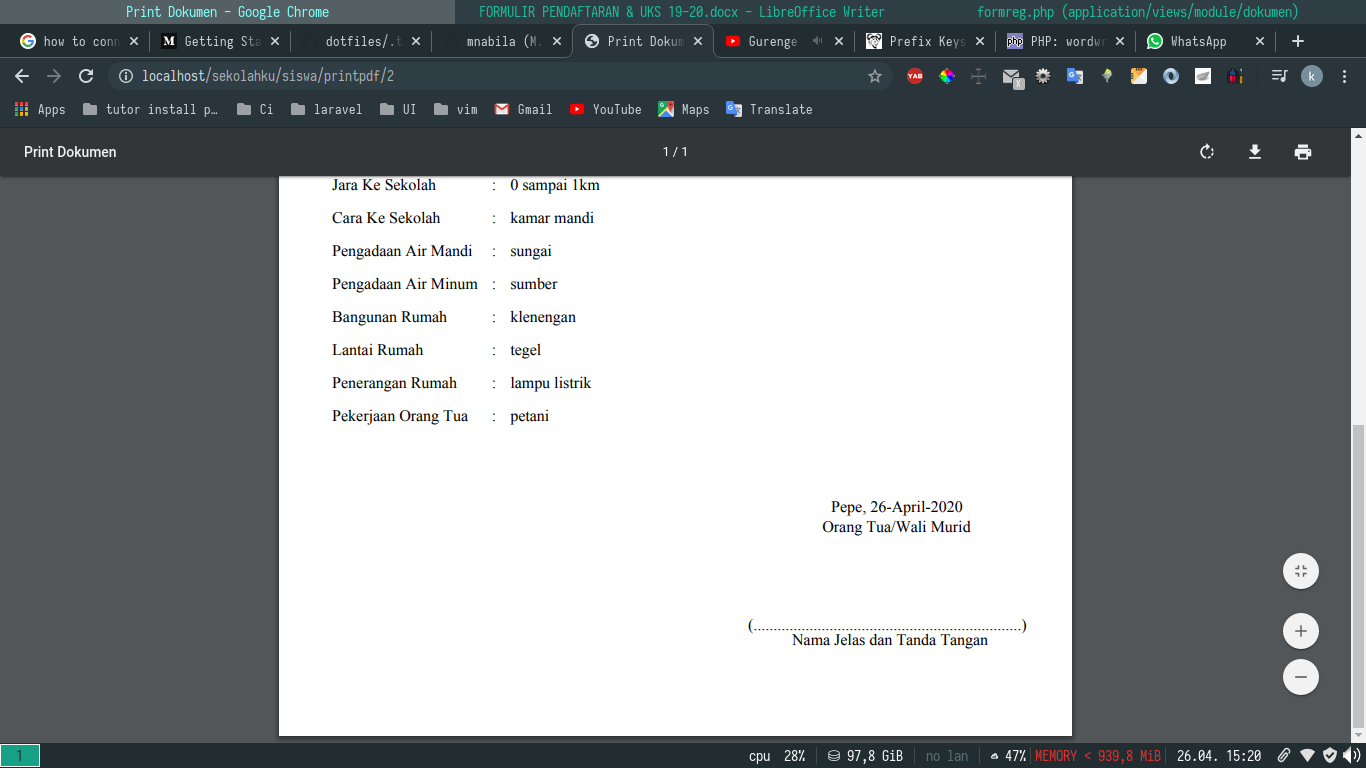 Print Dokumen - Google Chrome
FORMULIR PENDAFTARAN & UKS 19-20.docx - LibreOffice Writer
formreg.php (application/views/module/dokumen)
how to conn
Getting Sta
dotfiles/.t
mnabila (M.
Print Dokum
Gurenge
Prefix Keys
PHP: wordwr
WhatsApp
localhost/sekolahku/siswa/printpdf/2
YAB
k
Apps
tutor install p…
Ci
laravel
UI
vim
Gmail
YouTube
Maps
Translate
Print Dokumen
1 / 1
Jara Ke Sekolah : 0 sampai 1km
Cara Ke Sekolah : kamar mandi
Pengadaan Air Mandi : sungai
Pengadaan Air Minum : sumber
Bangunan Rumah : klenengan
Lantai Rumah : tegel
Penerangan Rumah : lampu listrik
Pekerjaan Orang Tua : petani
Pepe, 26-April-2020
Orang Tua/Wali Murid
(...................................................................)
Nama Jelas dan Tanda Tangan
1
cpu 28%
97,8 GiB
no lan
47%
MEMORY < 939,8 MiB
26.04. 15:20